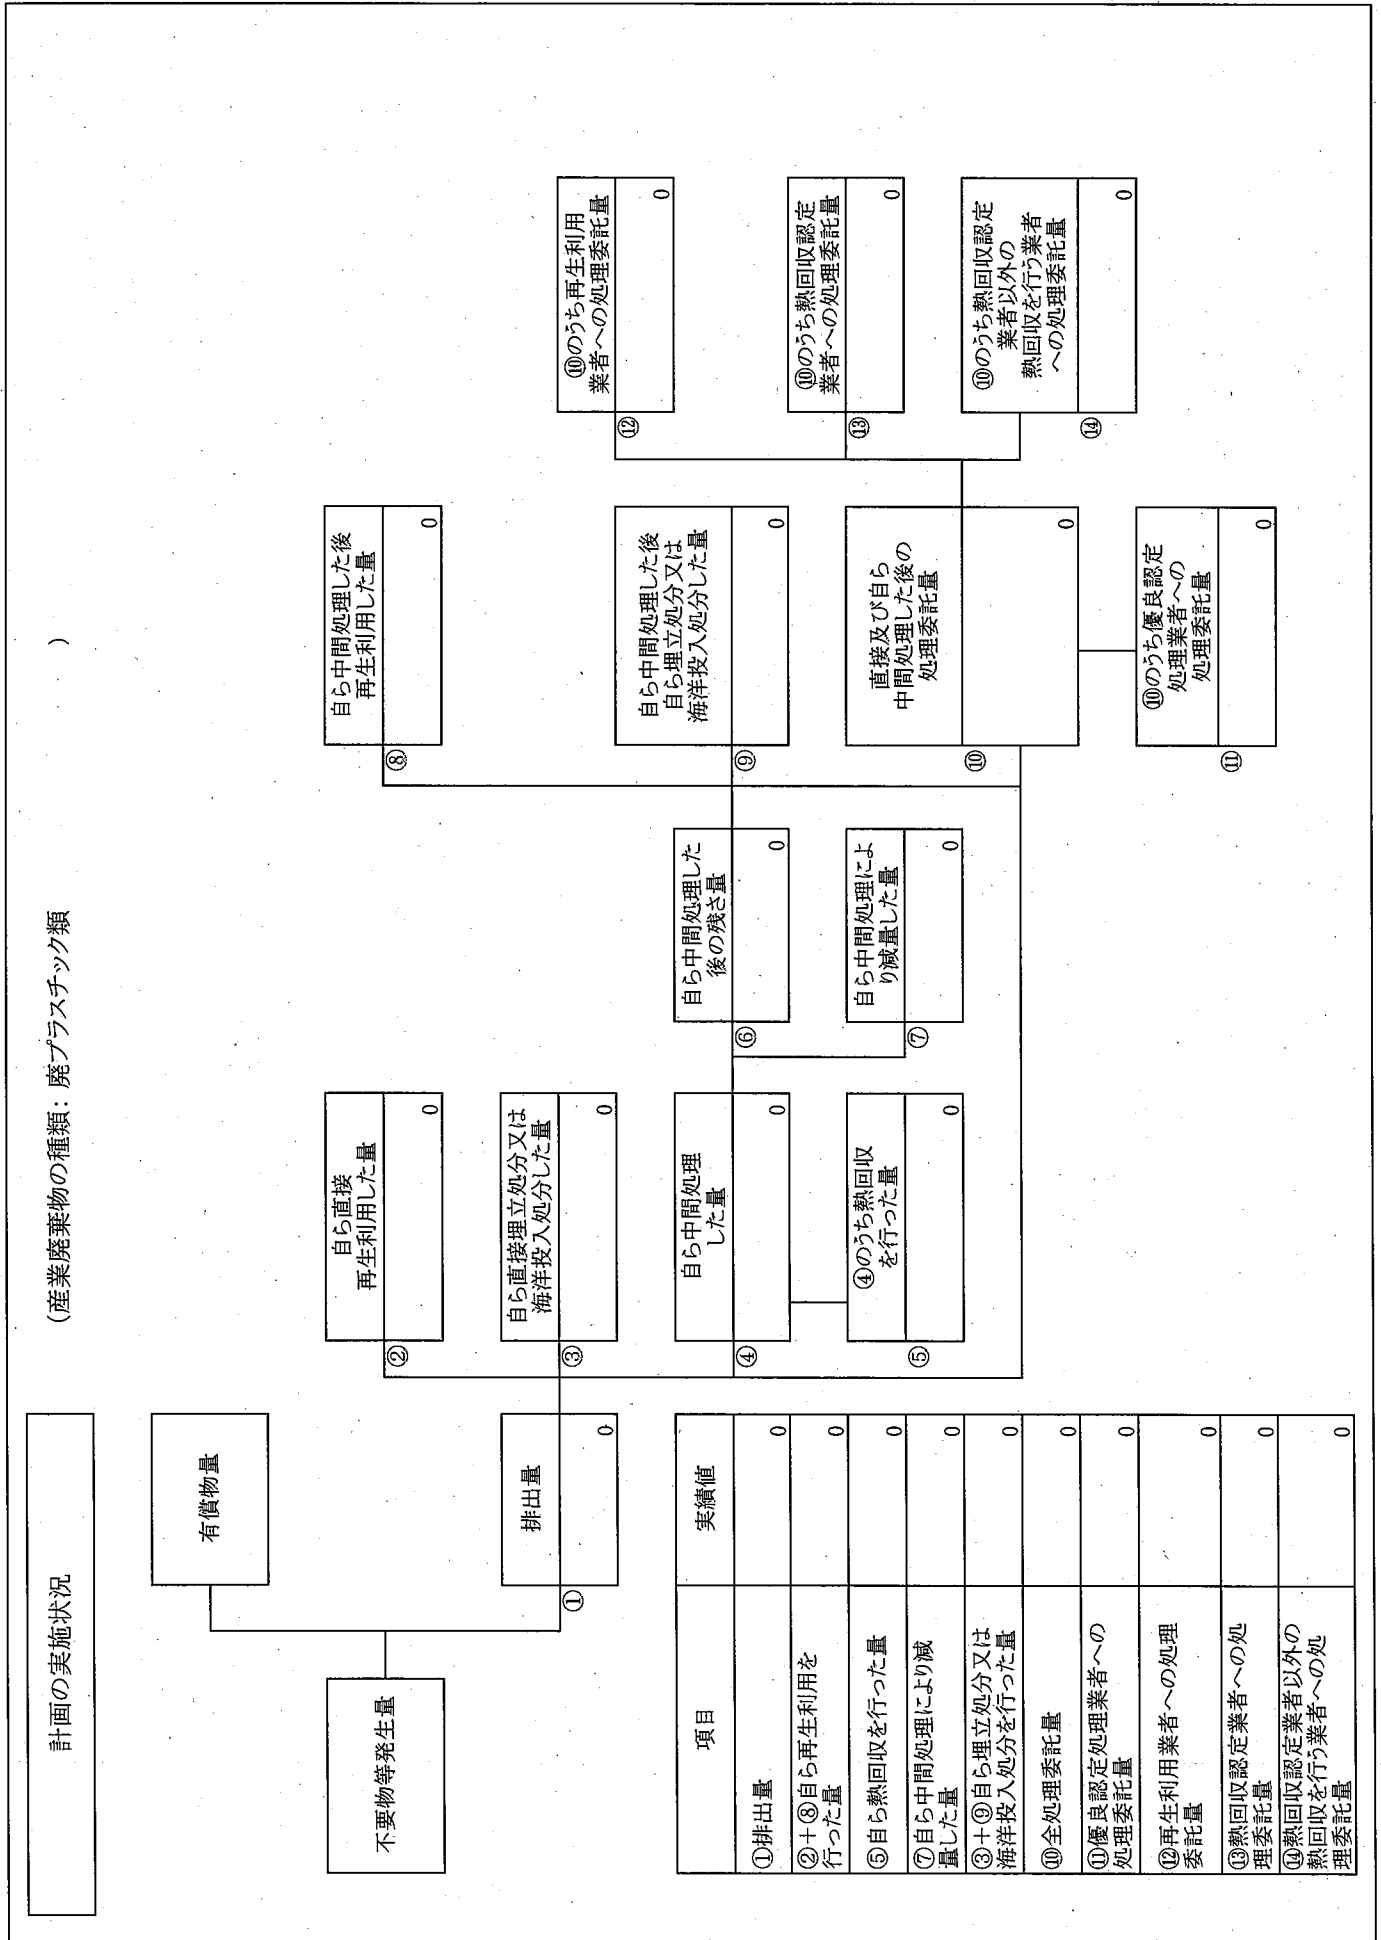 計画の実施状況
(産業廃棄物の種類: 廃プラスチック類
)
有償物量
不要物等発生量
排出量
①
0
自ら直接
再生利用した量
②
0
自ら直接埋立処分又は
海洋投入処分した量
③
0
自ら中間処理
した量
④
0
④のうち熱回収
を行った量
⑤
0
自ら中間処理した
後の残さ量
⑥
0
自ら中間処理によ
り減量した量
⑦
0
自ら中間処理した後
再生利用した量
⑧
0
自ら中間処理した後
自ら埋立処分又は
海洋投入処分した量
⑨
0
直接及び自ら
中間処理した後の
処理委託量
⑩
0
⑩のうち優良認定
処理業者への
処理委託量
⑪
0
⑩のうち再生利用
業者への処理委託量
⑫
0
⑩のうち熱回収認定
業者への処理委託量
⑬
0
⑩のうち熱回収認定
業者以外の
熱回収を行う業者
への処理委託量
⑭
0
項目 実績値
①排出量 0
②+⑧自ら再生利用を
行った量 0
⑤自ら熱回収を行った量 0
⑦自ら中間処理により減
量した量 0
③+⑨自ら埋立処分又は
海洋投入処分を行った量 0
⑩全処理委託量 0
⑪優良認定処理業者への
処理委託量 0
⑫再生利用業者への処理
委託量 0
⑬熱回収認定業者への処
理委託量 0
⑭熱回収認定業者以外の
熱回収を行う業者への処
理委託量 0